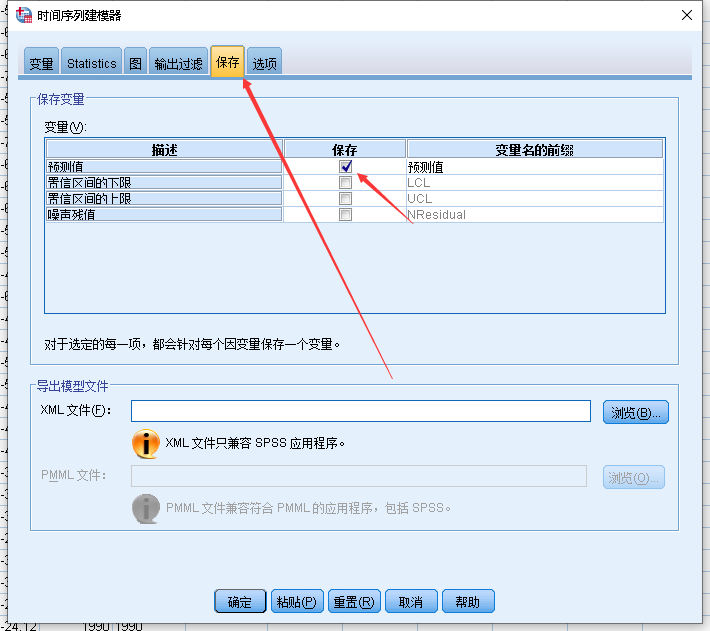 时间序列建模器
变量 Statistics 图 输出过滤 保存 选项
保存变量
变量(V):
描述 保存 变量名的前缀
预测值 预测值
置信区间的下限 LCL
置信区间的上限 UCL
噪声残值 NResidual
对于选定的每一项，都会针对每个因变量保存一个变量。
导出模型文件
XML 文件(F): 浏览(B)...
XML 文件只兼容 SPSS 应用程序。
PMML 文件: 浏览(O)...
PMML 文件兼容符合 PMML 的应用程序，包括 SPSS。
确定 粘贴(P) 重置(R) 取消 帮助
-24.12 1990 1990